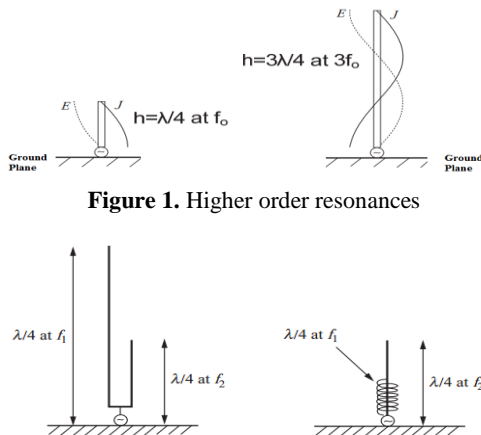 E
J
h=λ/4 at fₒ
Ground
Plane
E
J
h=3λ/4 at 3fₒ
Ground
Plane
Figure 1. Higher order resonances
λ/4 at f₁
λ/4 at f₂
λ/4 at f₁
λ/4 at f₂